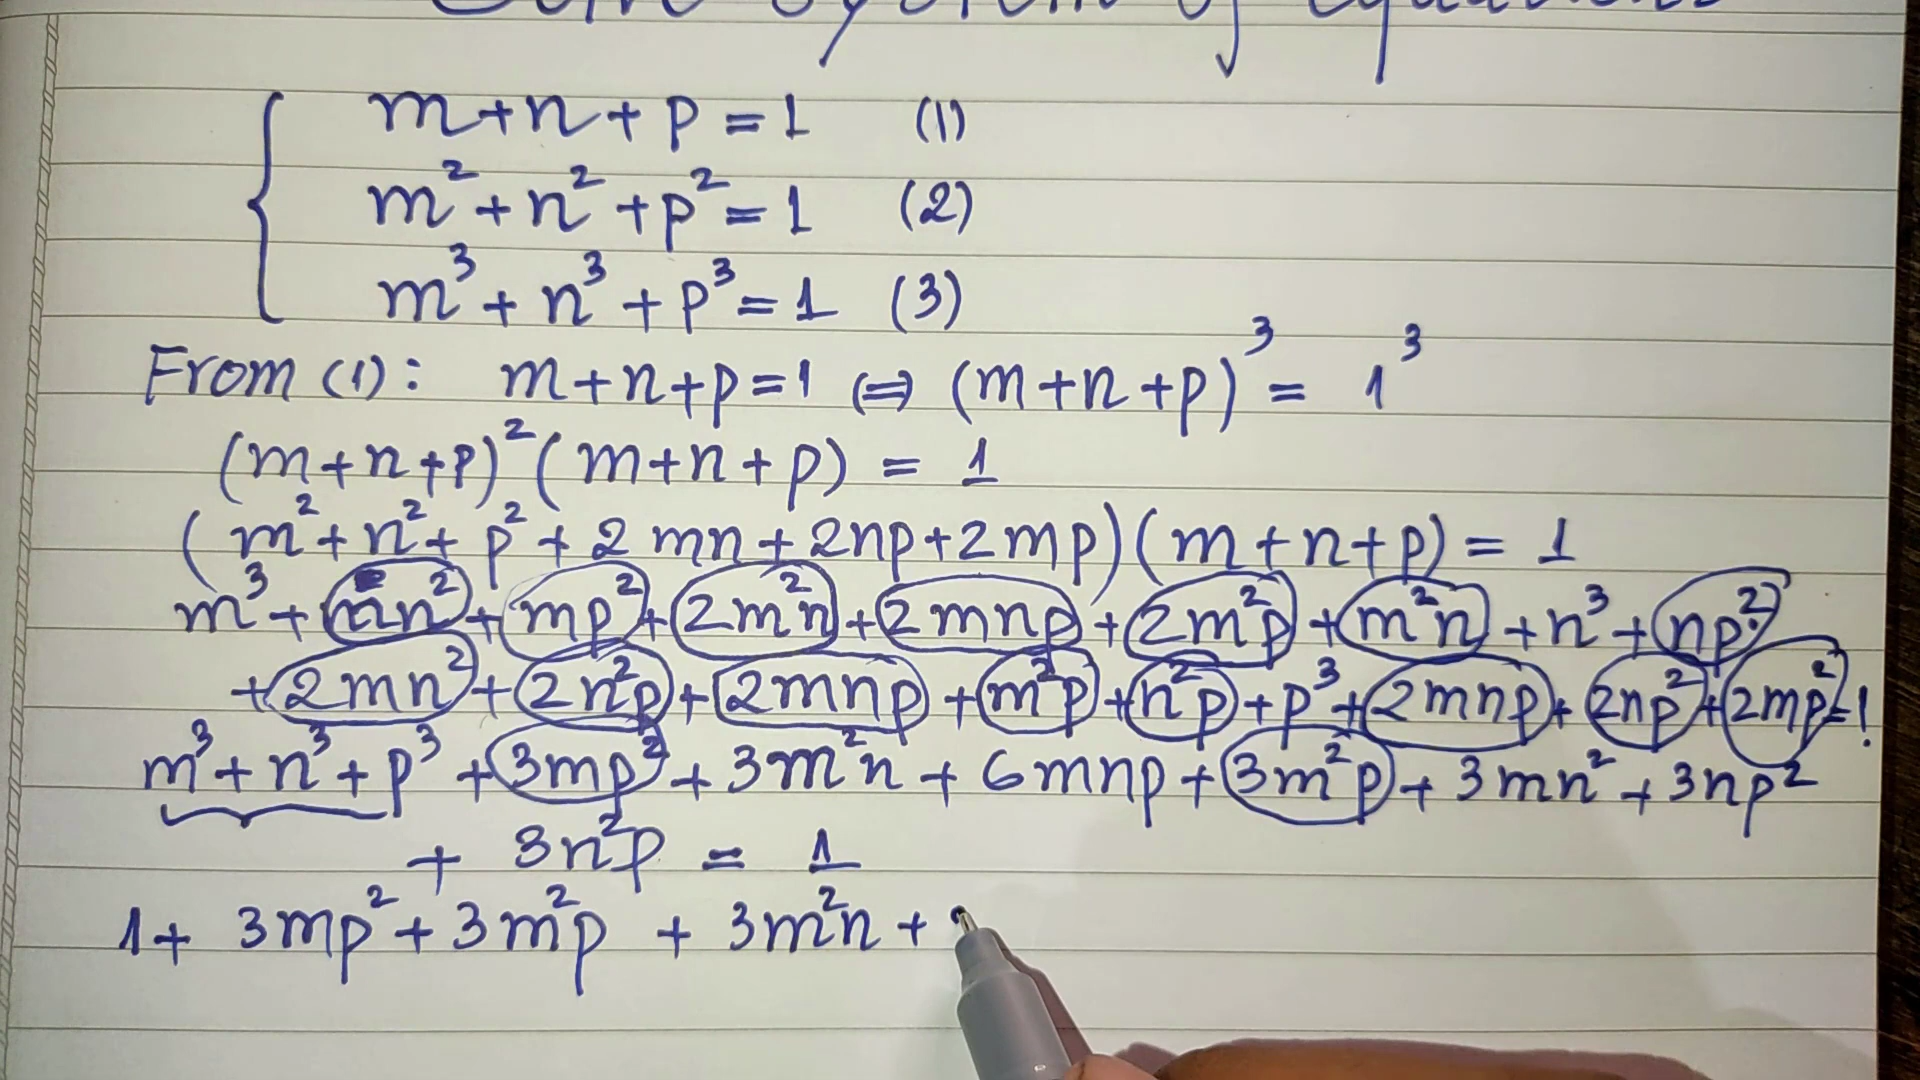 System of equations
m+n+p=1 (1)
m²+n²+p²=1 (2)
m³+n³+p³=1 (3)
From (1): m+n+p=1 ⇔ (m+n+p)³ = 1³
(m+n+p)²(m+n+p) = 1
(m²+n²+p²+2mn+2np+2mp)(m+n+p)=1
m³+mn²+mp²+2m²n+2mnp+2m²p+m²n+n³+np²
+2mn²+2n²p+2mnp+m²p+n²p+p³+2mnp+2np²+2mp²=1
m³+n³+p³+3mp²+3m²n+6mnp+3m²p+3mn²+3np²
+ 3n²p = 1
1+ 3mp²+3m²p + 3m²n +